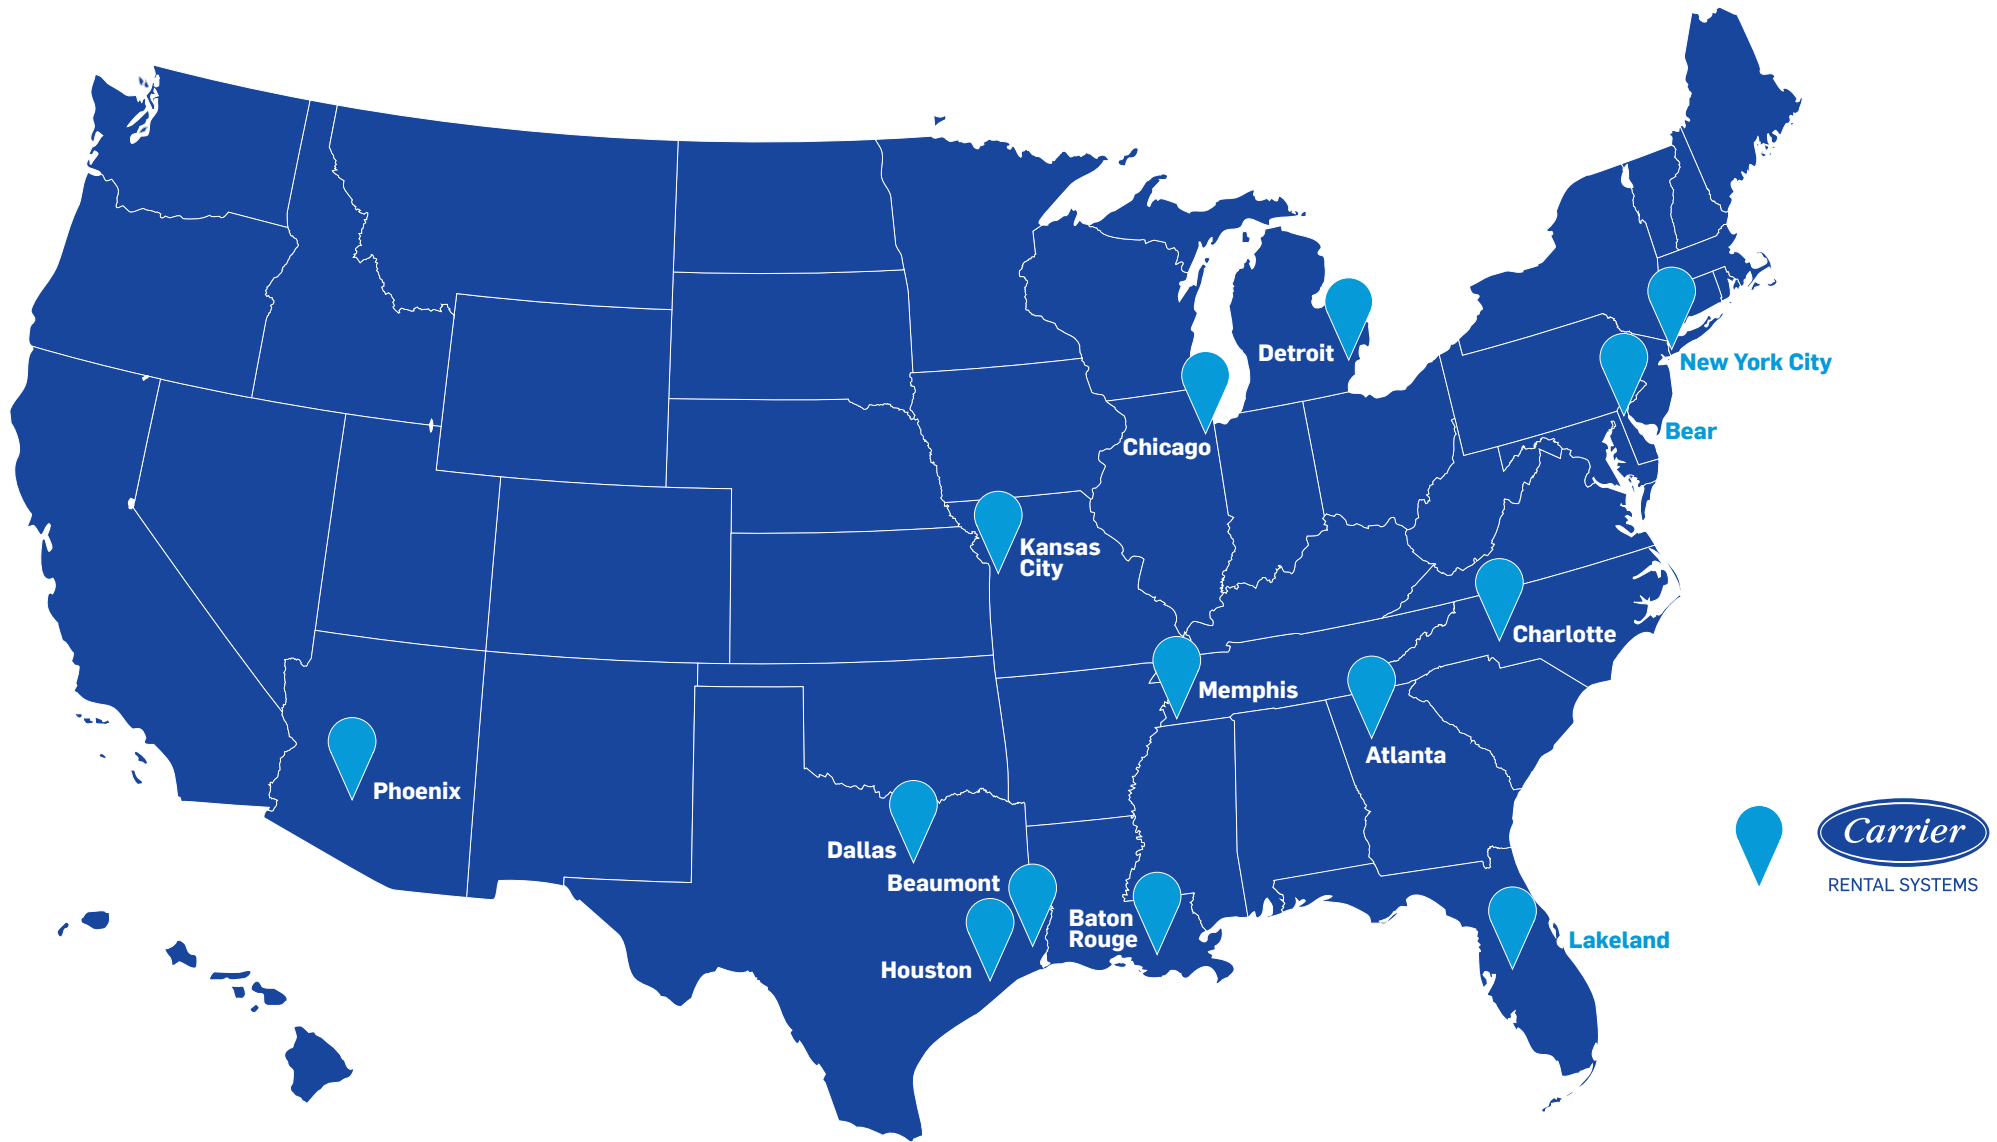 Detroit
New York City
Bear
Chicago
Kansas
City
Charlotte
Memphis
Atlanta
Phoenix
Dallas
Beaumont
Baton
Rouge
Houston
Lakeland
Carrier
RENTAL SYSTEMS